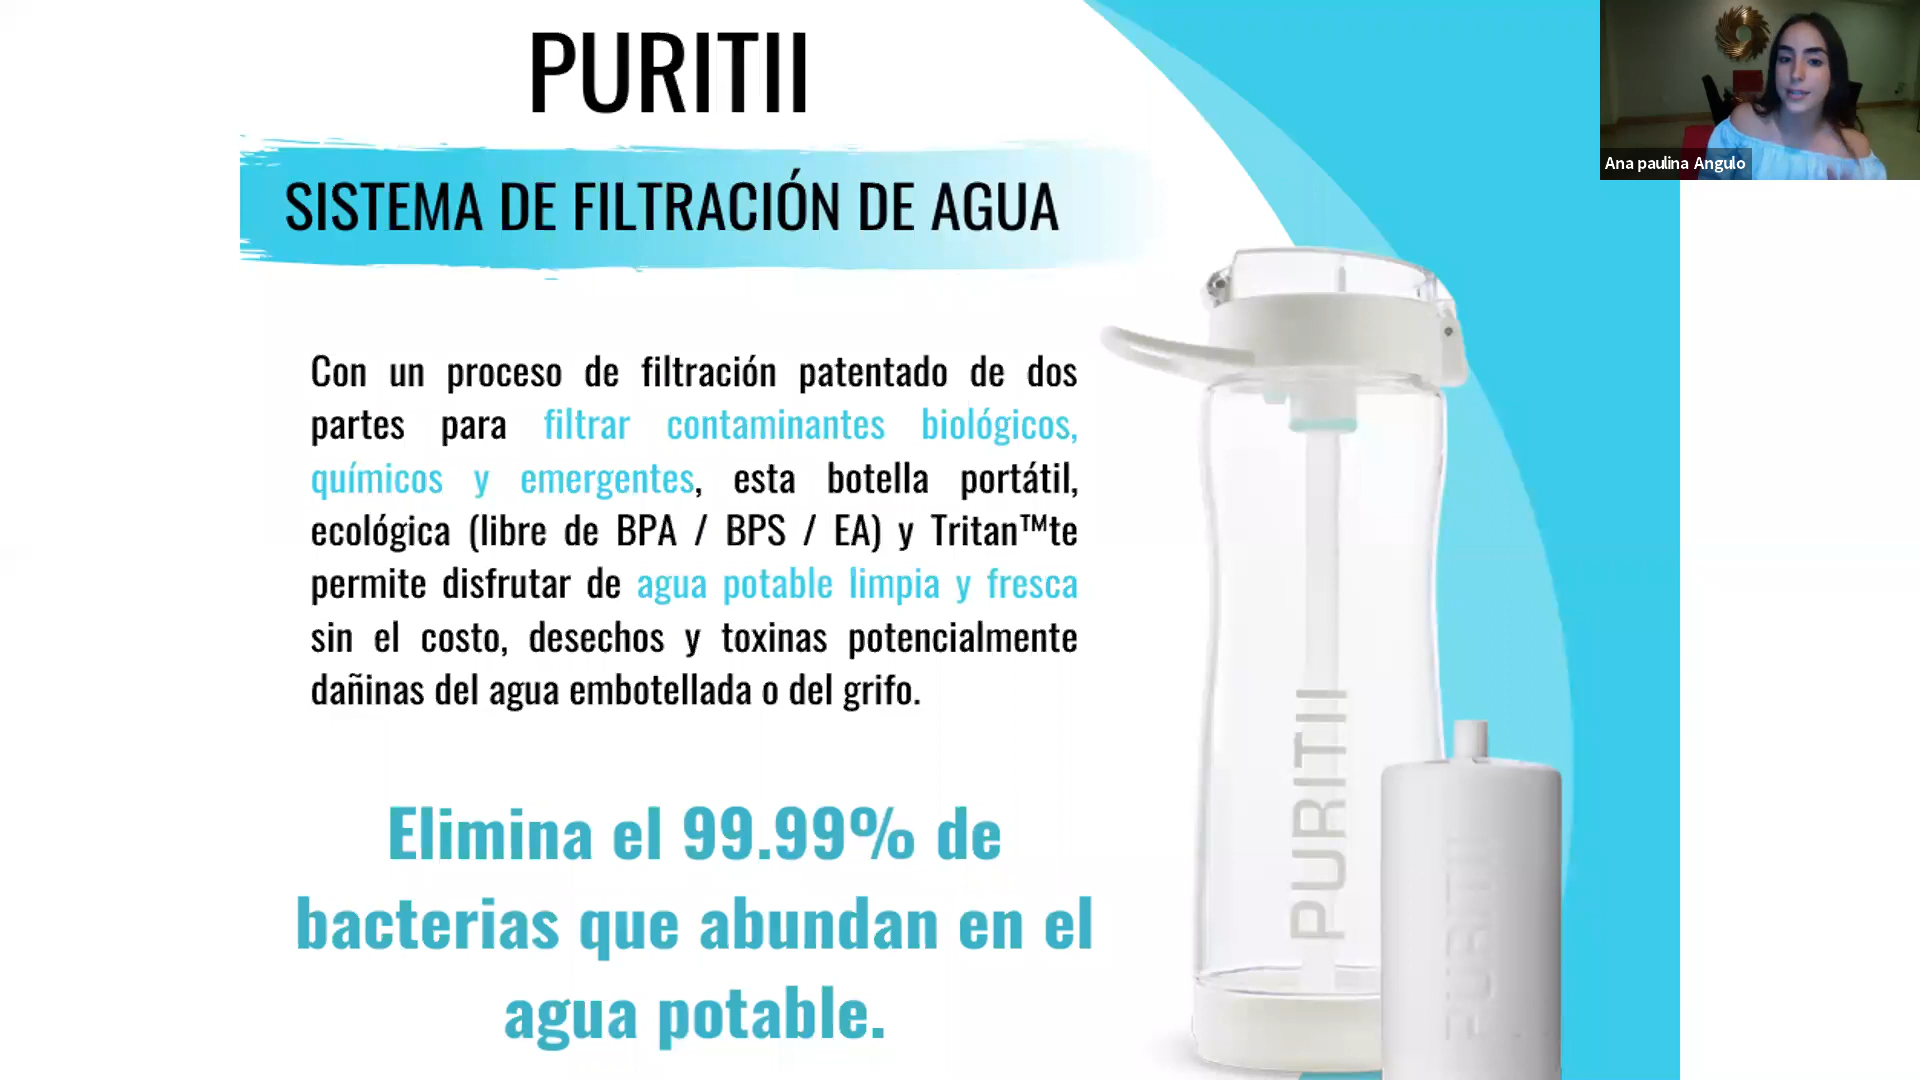 PURITII
SISTEMA DE FILTRACIÓN DE AGUA
Con un proceso de filtración patentado de dos
partes para filtrar contaminantes biológicos,
químicos y emergentes, esta botella portátil,
ecológica (libre de BPA / BPS / EA) y Tritan™te
permite disfrutar de agua potable limpia y fresca
sin el costo, desechos y toxinas potencialmente
dañinas del agua embotellada o del grifo.
Elimina el 99.99% de
bacterias que abundan en el
agua potable.
PURITII
PURITII
Ana paulina Angulo